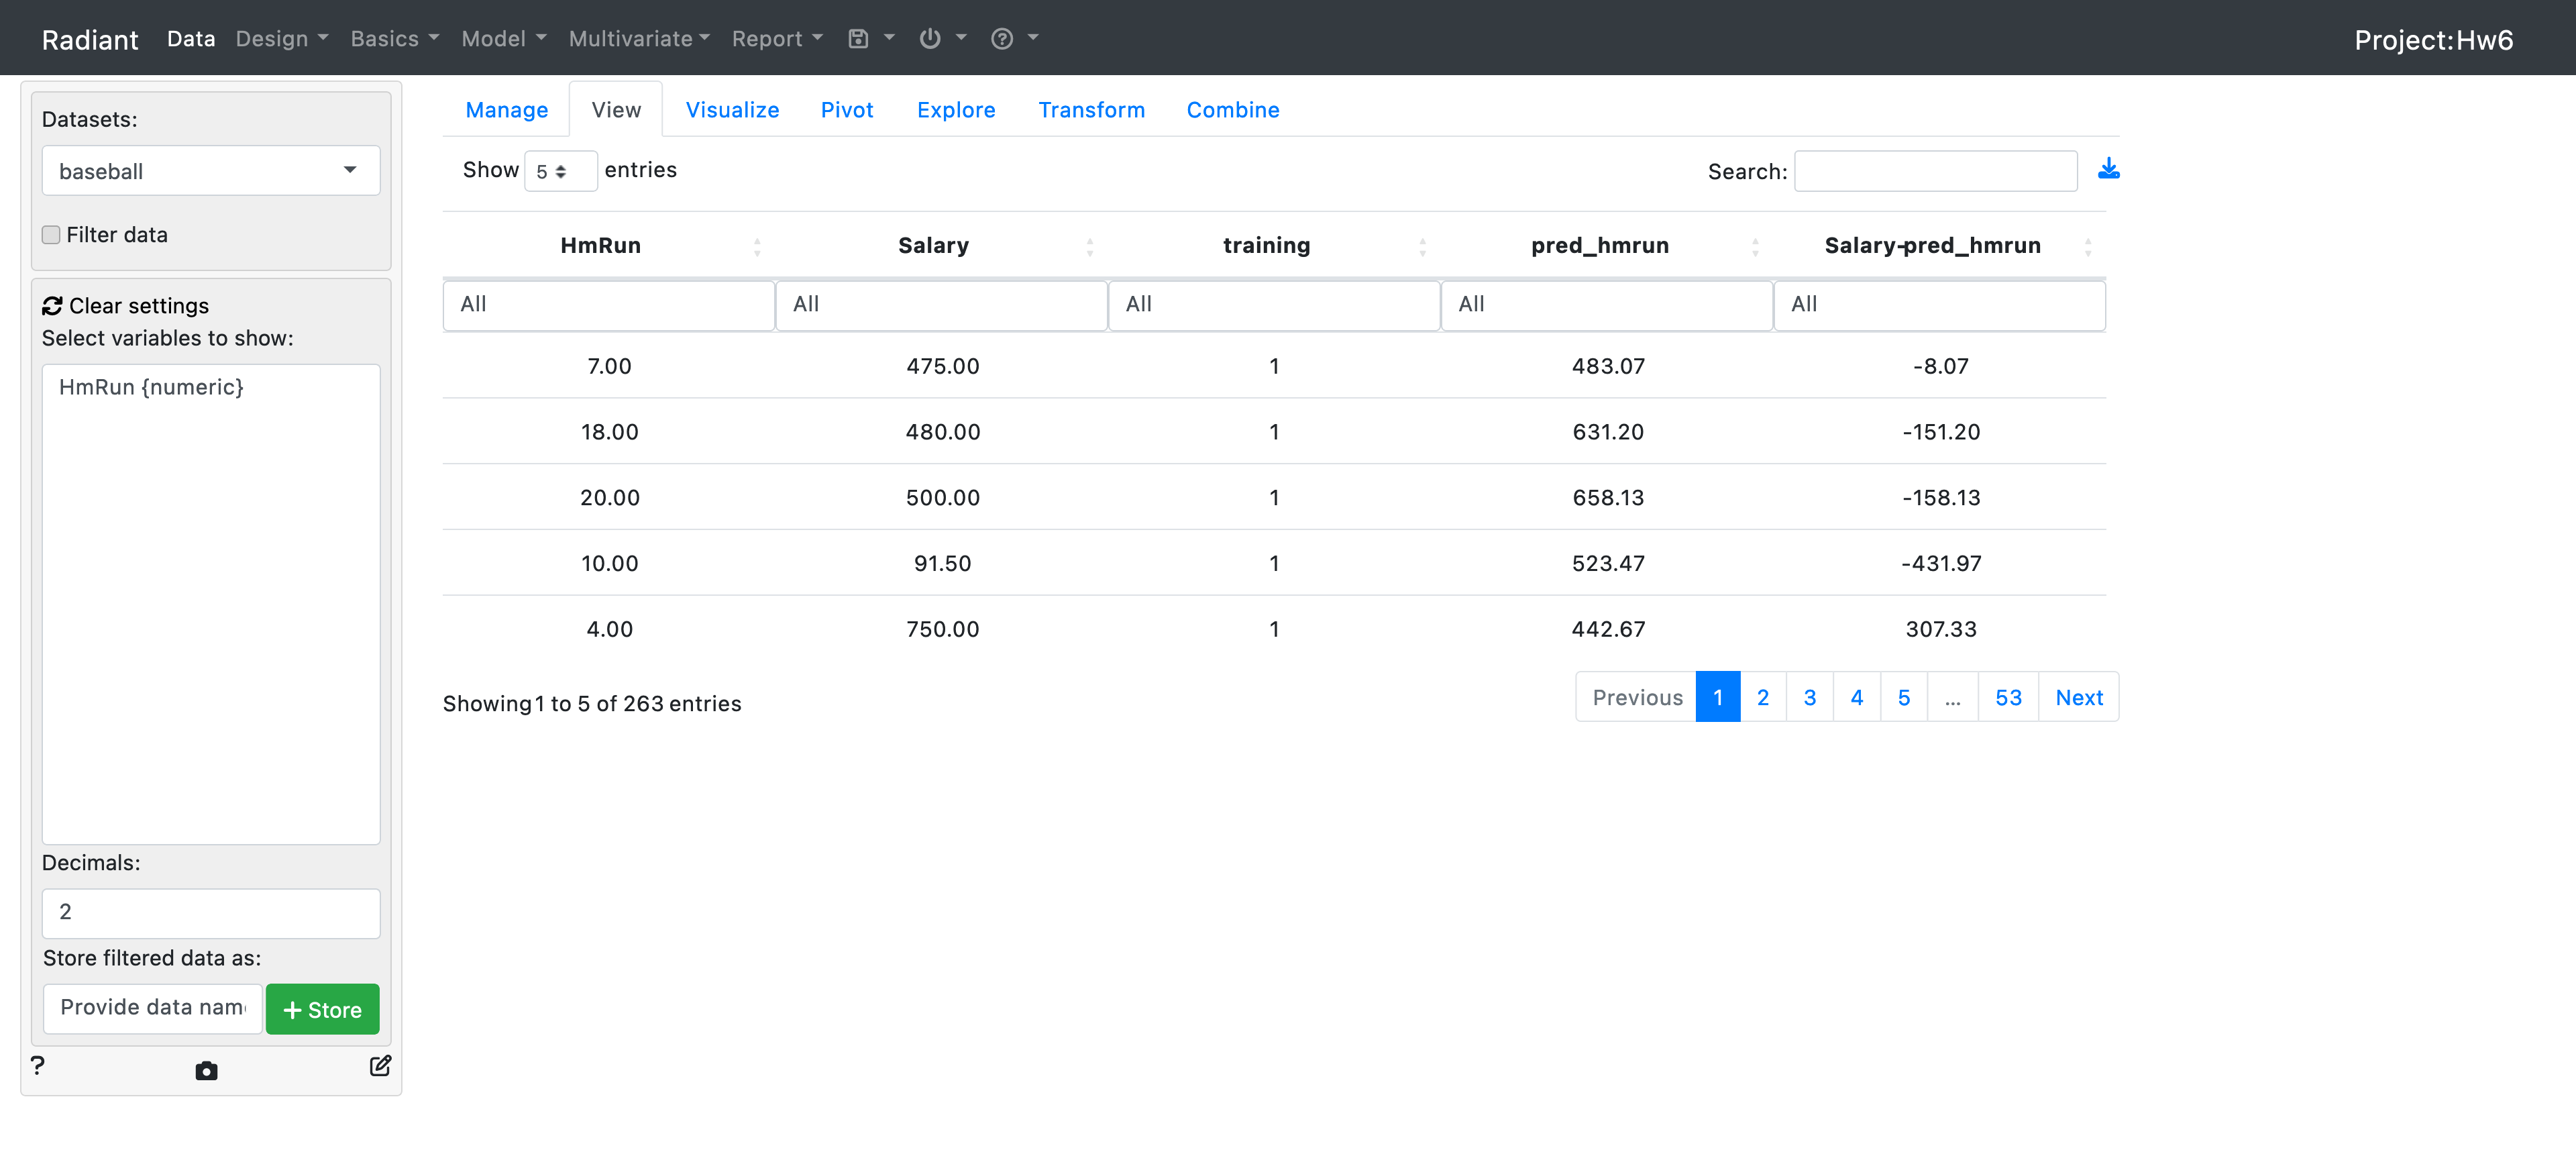 Radiant Data Design Basics Model Multivariate Report Project:Hw6
Datasets:
baseball
Filter data
Clear settings
Select variables to show:
HmRun {numeric}
Decimals:
2
Store filtered data as:
Provide data nam
+ Store
?
Manage View Visualize Pivot Explore Transform Combine
Show 5 entries Search:
HmRun Salary training pred_hmrun Salary-pred_hmrun
All All All All All
7.00 475.00 1 483.07 -8.07
18.00 480.00 1 631.20 -151.20
20.00 500.00 1 658.13 -158.13
10.00 91.50 1 523.47 -431.97
4.00 750.00 1 442.67 307.33
Showing 1 to 5 of 263 entries
Previous 1 2 3 4 5 ... 53 Next